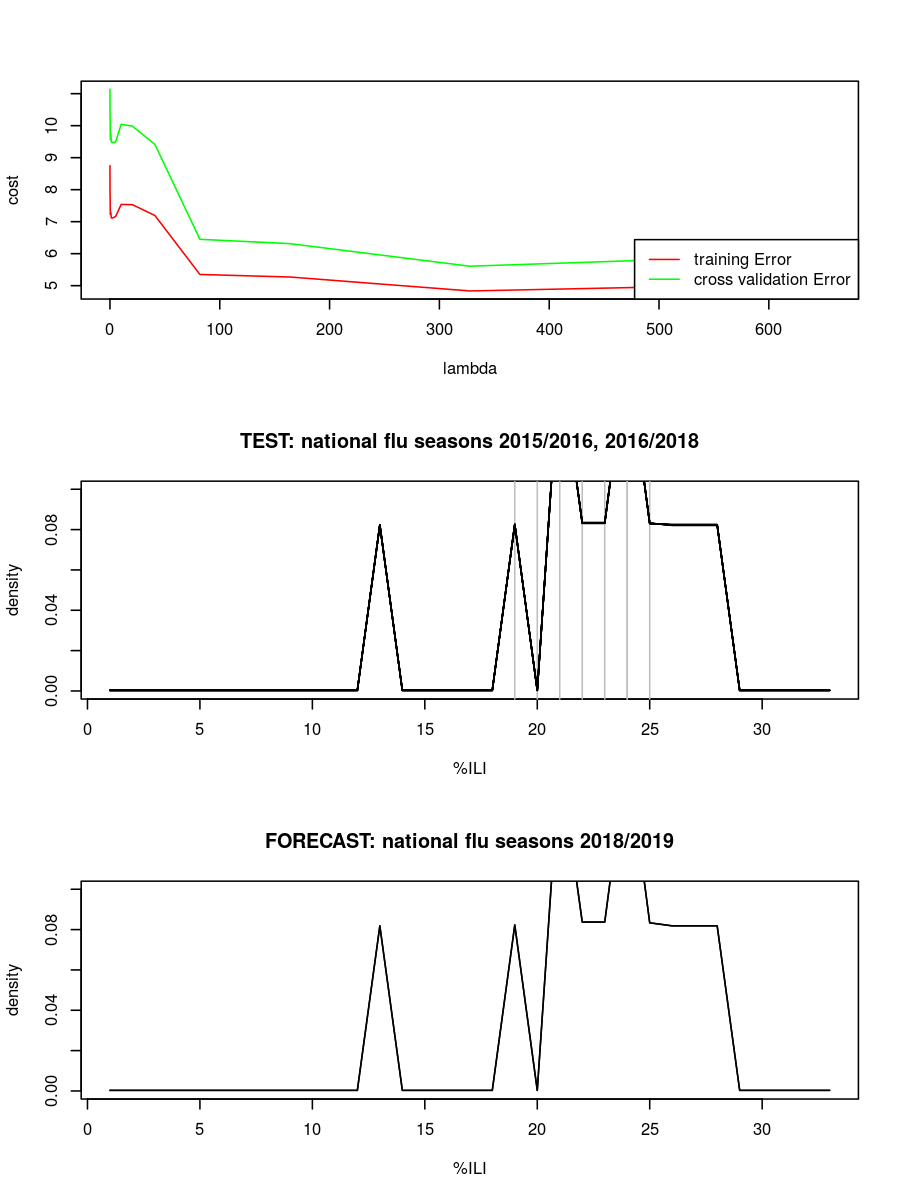 cost
5 6 7 8 9 10
training Error
cross validation Error
0 100 200 300 400 500 600
lambda
TEST: national flu seasons 2015/2016, 2016/2018
density
0.00 0.04 0.08
0 5 10 15 20 25 30
%ILI
FORECAST: national flu seasons 2018/2019
density
0.00 0.04 0.08
0 5 10 15 20 25 30
%ILI